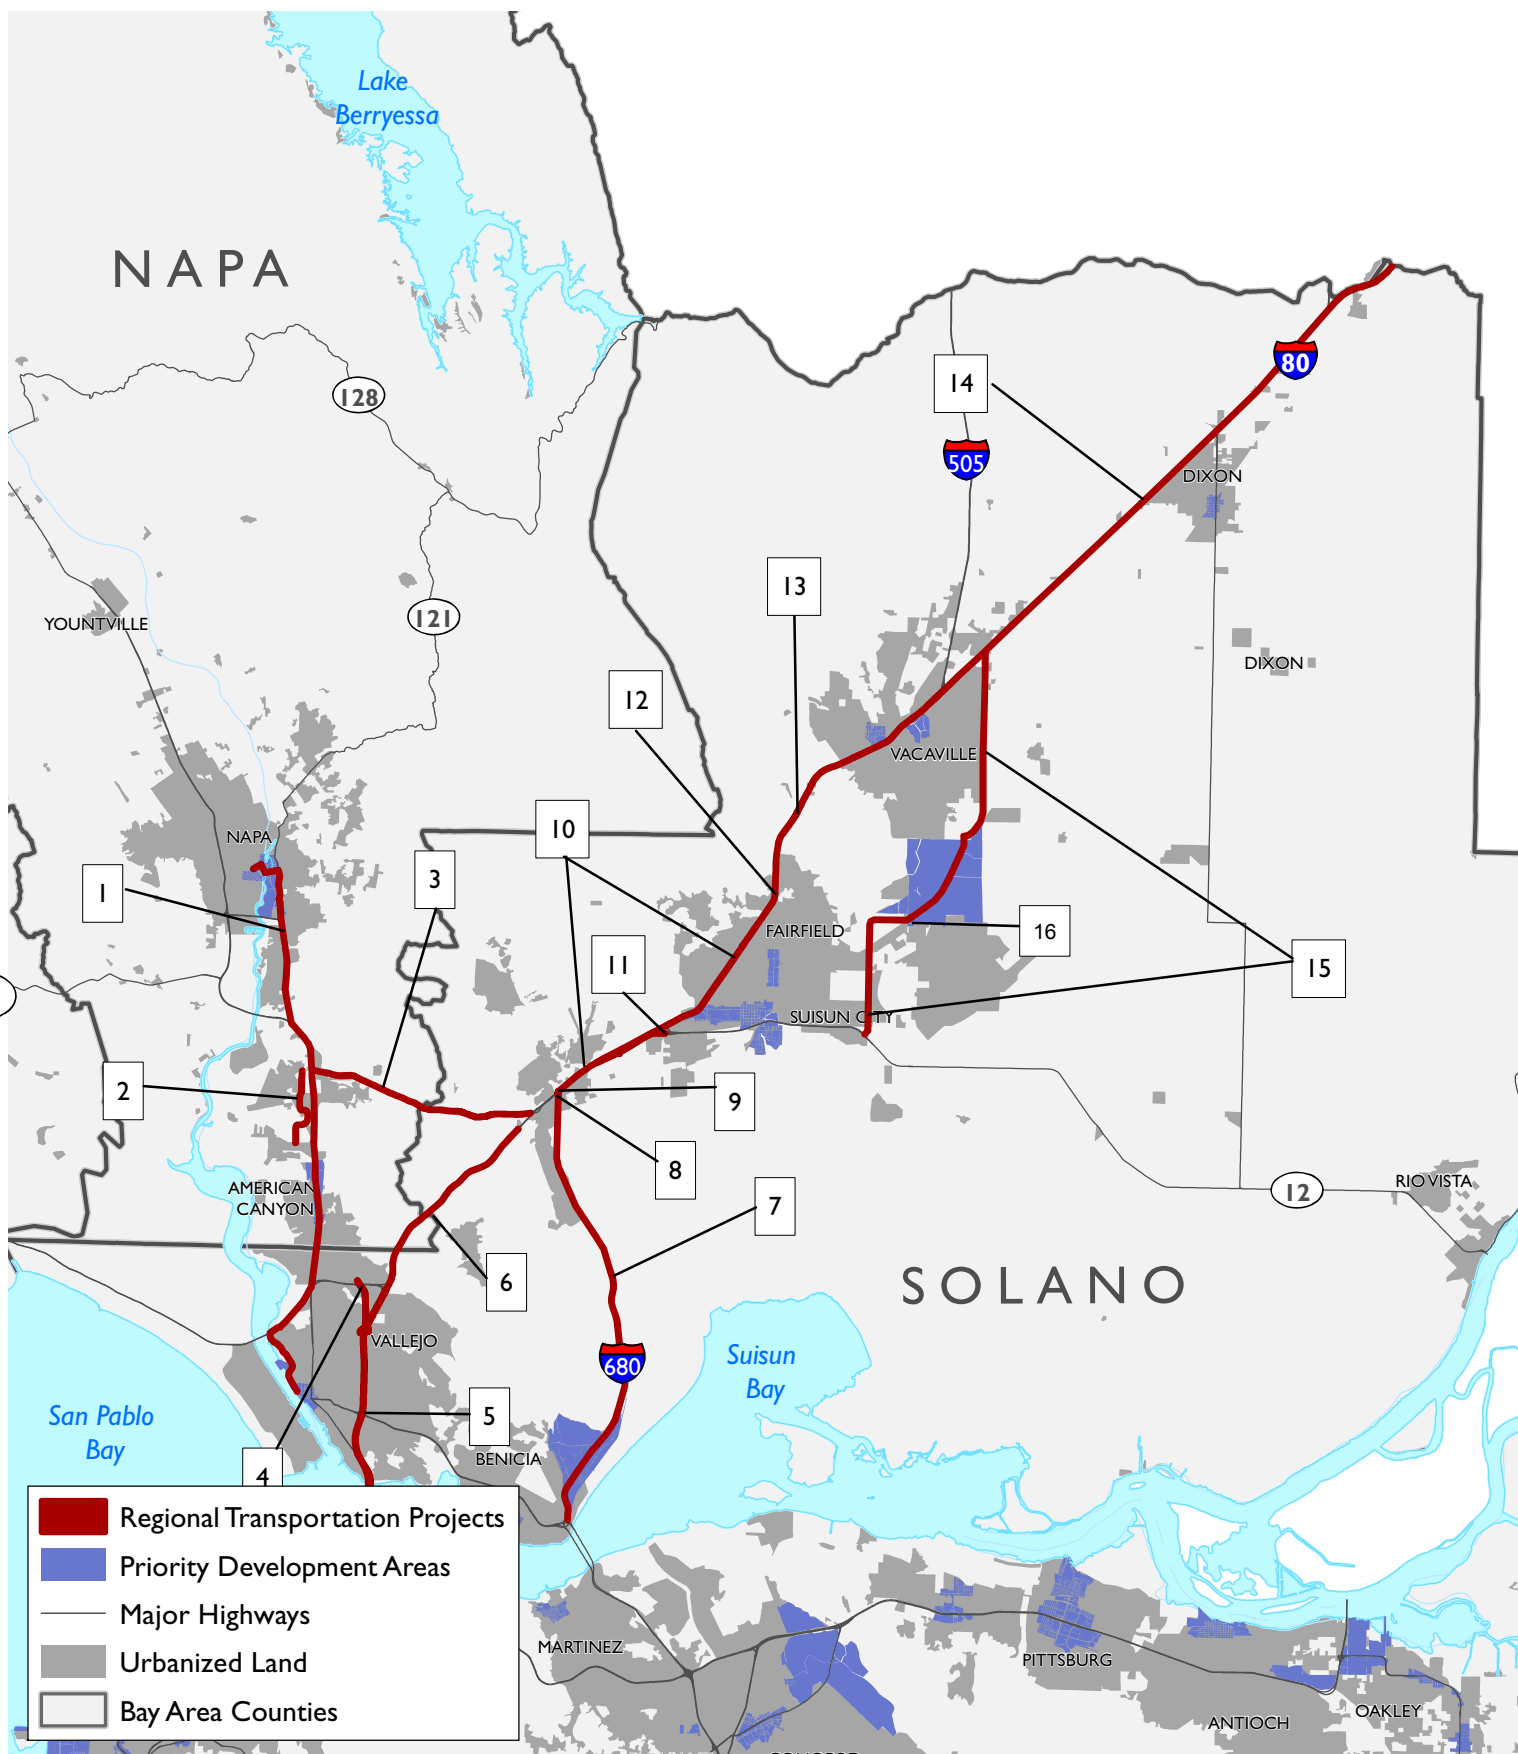 Lake
Berryessa
NAPA
80
14
128
505
DIXON
13
121
YOUNTVILLE
DIXON
12
VACAVILLE
10
NAPA
3
1
FAIRFIELD
16
11
15
SUISUN CITY
2
9
8
12
RIO VISTA
AMERICAN
CANYON
7
6
SOLANO
VALLEJO
680
Suisun
Bay
San Pablo
Bay
5
BENICIA
4
Regional Transportation Projects
Priority Development Areas
Major Highways
Urbanized Land
Bay Area Counties
MARTINEZ
PITTSBURG
OAKLEY
ANTIOCH